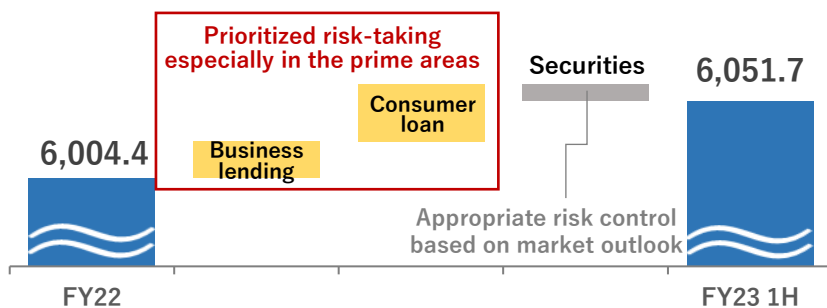 Prioritized risk-taking
especially in the prime areas
Securities
6,051.7
Consumer
loan
6,004.4
Business
lending
Appropriate risk control
based on market outlook
FY22
FY23 1H